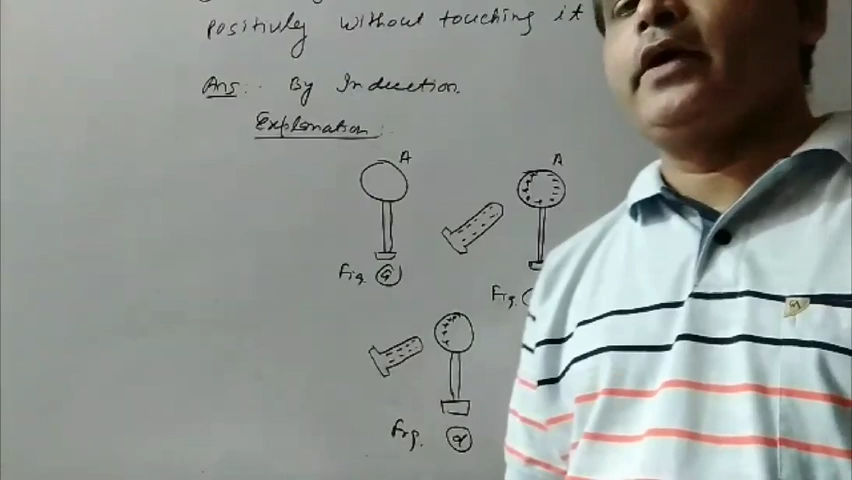 positively without touching it
Ans:. By Induction.
Explanation:
A
A
Fig. (a)
Fig.
Fig.